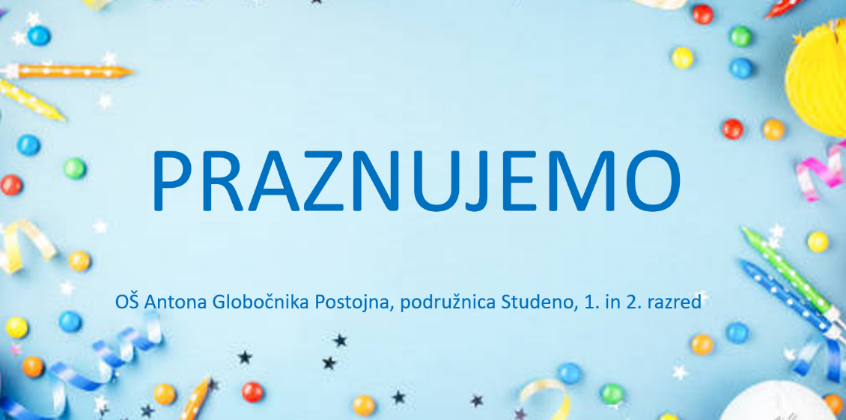 PRAZNUJEMO
OŠ Antona Globočnika Postojna, podružnica Studeno, 1. in 2. razred